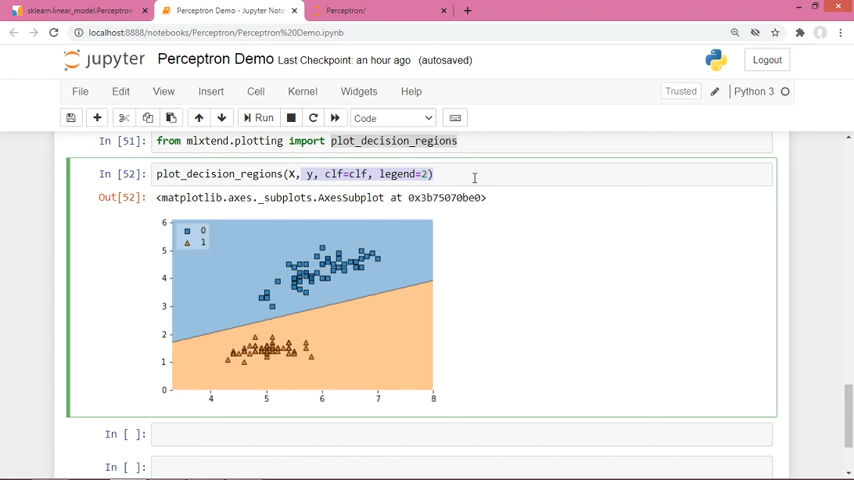 sklearn.linear_model.Perceptron
Perceptron Demo - Jupyter Not
Perceptron/
localhost:8888/notebooks/Perceptron/Perceptron%20Demo.ipynb
jupyter Perceptron Demo Last Checkpoint: an hour ago (autosaved)
Logout
File Edit View Insert Cell Kernel Widgets Help
Trusted
Python 3
Run
Code
In [51]: from mlxtend.plotting import plot_decision_regions
In [52]: plot_decision_regions(X, y, clf=clf, legend=2)
Out[52]: <matplotlib.axes._subplots.AxesSubplot at 0x3b75070be0>
6
0
1
5
4
3
2
1
0
4 5 6 7 8
In [ ]:
In [ ]: